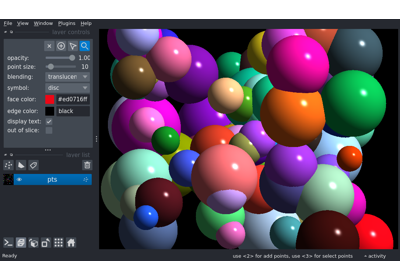 File View Window Plugins Help
layer controls
opacity: 1.00
point size: 10
blending: translucen
symbol: disc
face color: #ed0716ff
edge color: black
display text:
out of slice:
layer list
pts
Ready use <2> for add points, use <3> for select points activity